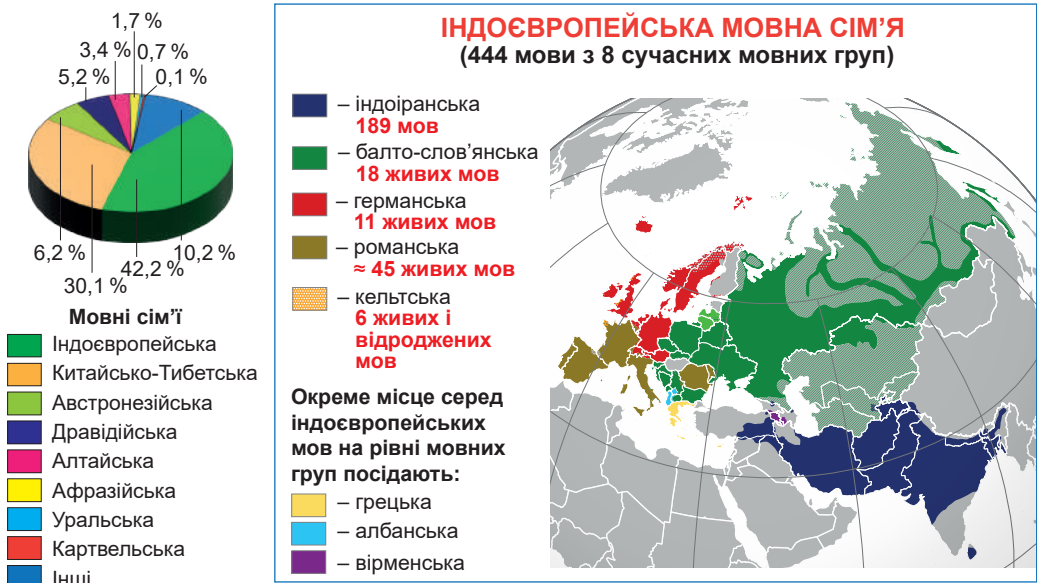 1,7 %
3,4 %
0,7 %
5,2 %
0,1 %
6,2 %
10,2 %
42,2 %
30,1 %
Мовні сім'ї
Індоєвропейська
Китайсько-Тибетська
Австронезійська
Дравідійська
Алтайська
Афразійська
Уральська
Картвельська
Інші
ІНДОЄВРОПЕЙСЬКА МОВНА СІМ'Я
(444 мови з 8 сучасних мовних груп)
– індоіранська
189 мов
– балто-слов'янська
18 живих мов
– германська
11 живих мов
– романська
≈ 45 живих мов
– кельтська
6 живих і
відроджених
мов
Окреме місце серед
індоєвропейських
мов на рівні мовних
груп посідають:
– грецька
– албанська
– вірменська